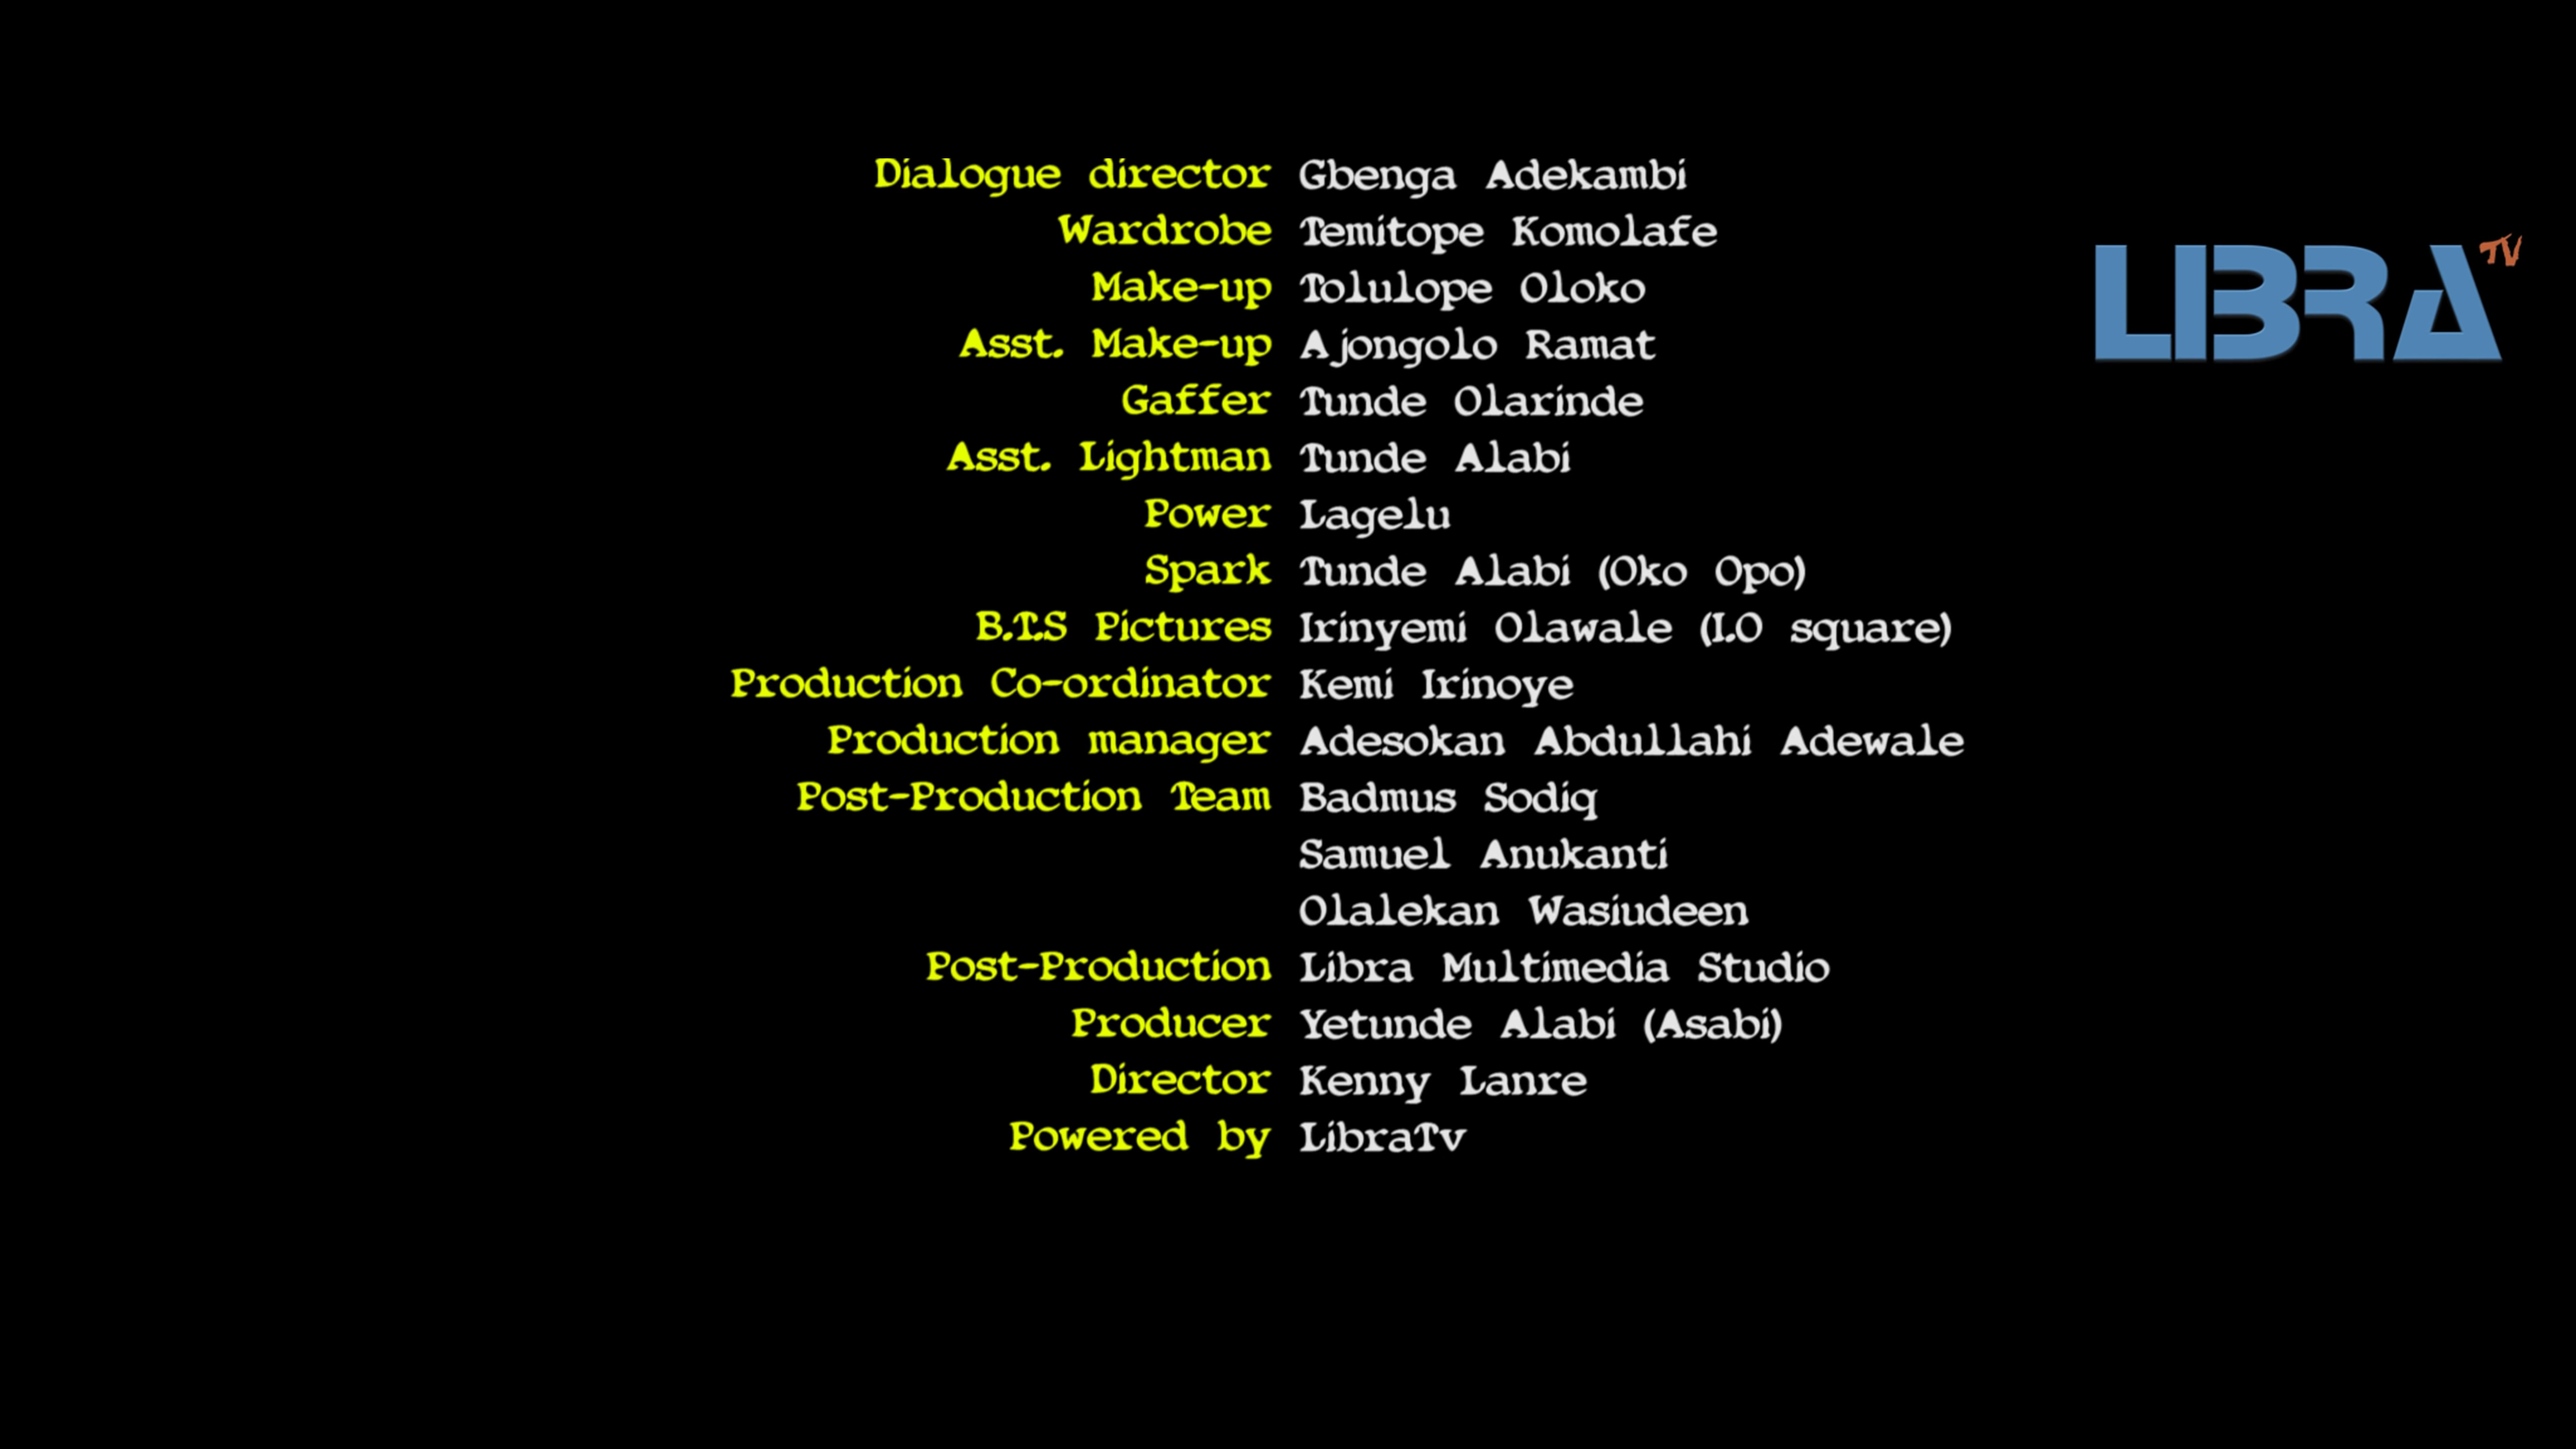 Dialogue director Gbenga Adekambi
Wardrobe Temitope Komolafe
Make-up Tolulope Oloko
Asst. Make-up Ajongolo Ramat
Gaffer Tunde Olarinde
Asst. Lightman Tunde Alabi
Power Lagelu
Spark Tunde Alabi (Oko Opo)
B.T.S Pictures Irinyemi Olawale (I.O square)
Production Co-ordinator Kemi Irinoye
Production manager Adesokan Abdullahi Adewale
Post-Production Team Badmus Sodiq
Samuel Anukanti
Olalekan Wasiudeen
Post-Production Libra Multimedia Studio
Producer Yetunde Alabi (Asabi)
Director Kenny Lanre
Powered by LibraTv
LIBRA TV